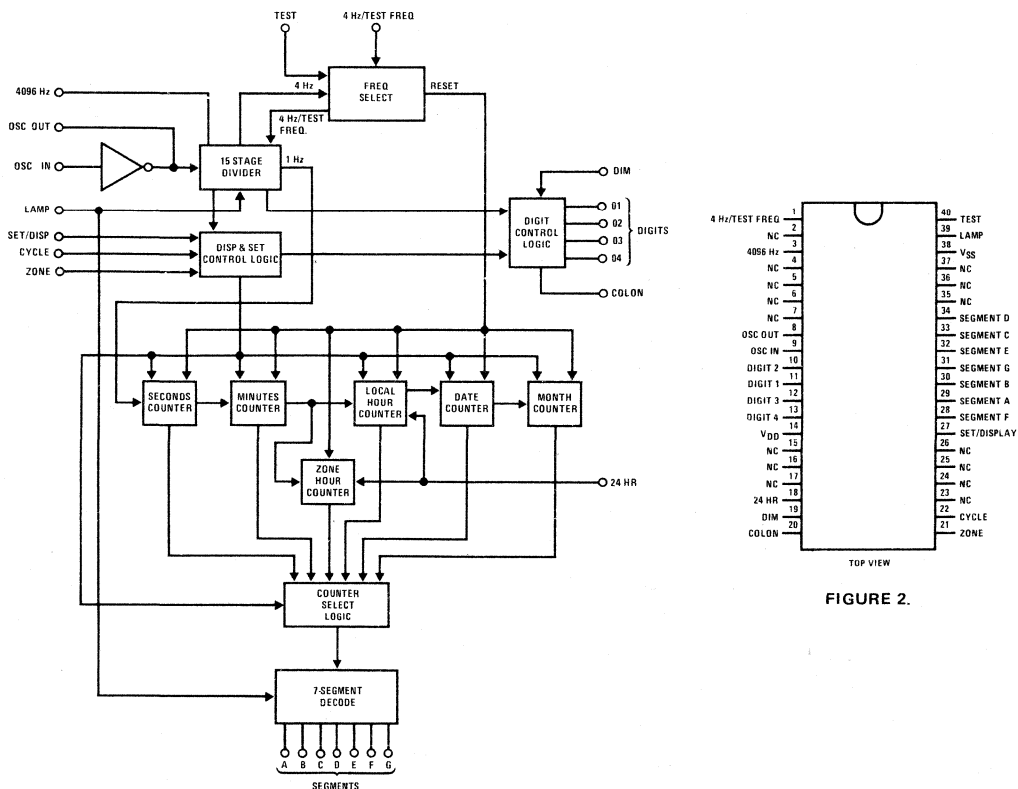 TEST
4 Hz/TEST FREQ
4096 Hz
4 Hz
FREQ
SELECT
RESET
OSC OUT
4 Hz/TEST
FREQ.
OSC IN
15 STAGE
DIVIDER
1 Hz
DIM
LAMP
SET/DISP
CYCLE
ZONE
DISP & SET
CONTROL LOGIC
DIGIT
CONTROL
LOGIC
01
02
03
04
DIGITS
COLON
SECONDS
COUNTER
MINUTES
COUNTER
LOCAL
HOUR
COUNTER
DATE
COUNTER
MONTH
COUNTER
ZONE
HOUR
COUNTER
24 HR
COUNTER
SELECT
LOGIC
7-SEGMENT
DECODE
A B C D E F G
SEGMENTS
4 Hz/TEST FREQ 1
NC 2
4096 Hz 3
NC 4
NC 5
NC 6
NC 7
OSC OUT 8
OSC IN 9
DIGIT 2 10
DIGIT 1 11
DIGIT 3 12
DIGIT 4 13
VDD 14
NC 15
NC 16
NC 17
24 HR 18
DIM 19
COLON 20
40 TEST
39 LAMP
38 VSS
37 NC
36 NC
35 NC
34 SEGMENT D
33 SEGMENT C
32 SEGMENT E
31 SEGMENT G
30 SEGMENT B
29 SEGMENT A
28 SEGMENT F
27 SET/DISPLAY
26 NC
25 NC
24 NC
23 NC
22 CYCLE
21 ZONE
TOP VIEW
FIGURE 2.